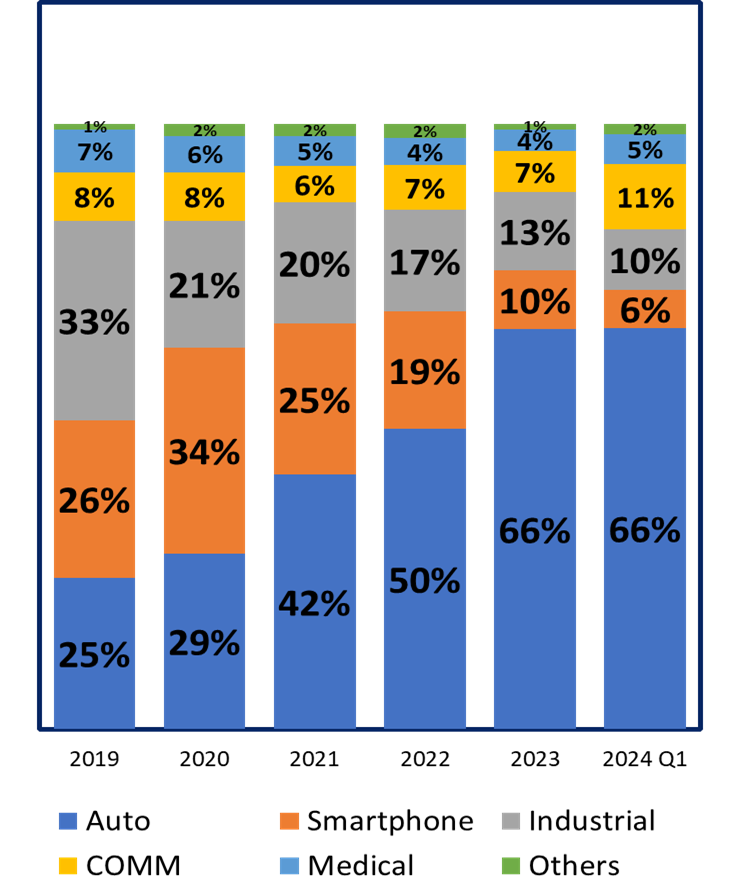 1% 2% 2% 2% 1% 2%
7% 6% 5% 4% 4% 5%
8% 8% 6% 7% 7% 11%
33% 21% 20% 17% 13% 10%
26% 34% 25% 19% 10% 6%
25% 29% 42% 50% 66% 66%
2019 2020 2021 2022 2023 2024 Q1
Auto Smartphone Industrial
COMM Medical Others